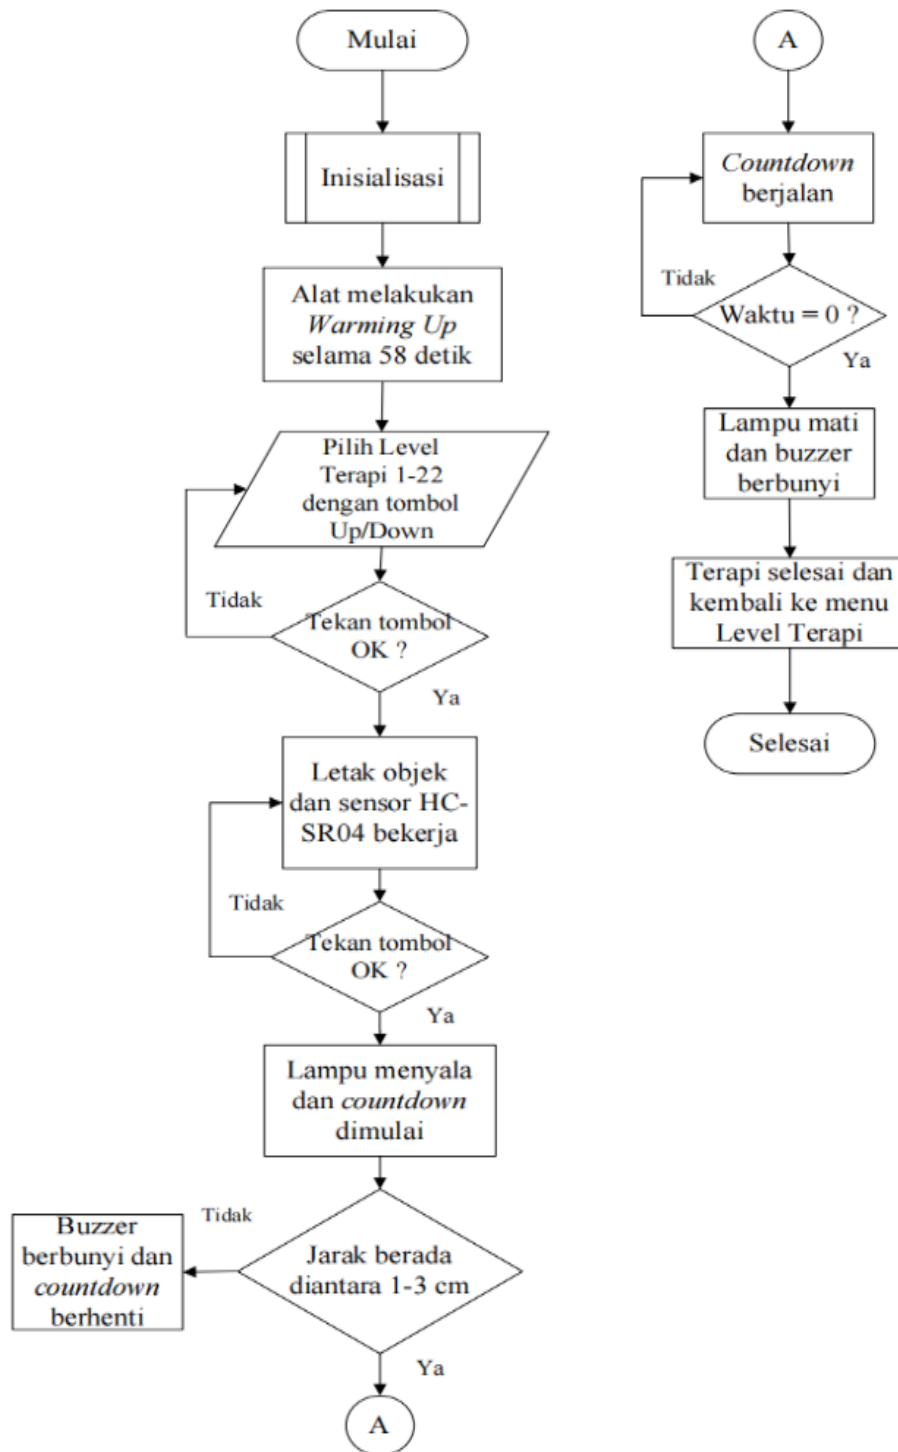 Mulai
Inisialisasi
Alat melakukan
Warming Up
selama 58 detik
Pilih Level
Terapi 1-22
dengan tombol
Up/Down
Tidak
Tekan tombol
OK ?
Ya
Letak objek
dan sensor HC-
SR04 bekerja
Tidak
Tekan tombol
OK ?
Ya
Lampu menyala
dan countdown
dimulai
Tidak
Buzzer
berbunyi dan
countdown
berhenti
Jarak berada
diantara 1-3 cm
Ya
A
A
Countdown
berjalan
Tidak
Waktu = 0 ?
Ya
Lampu mati
dan buzzer
berbunyi
Terapi selesai dan
kembali ke menu
Level Terapi
Selesai